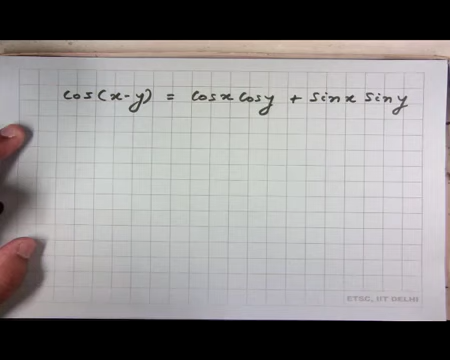 cos(x-y) = cosx cosy + sinx siny
ETSC, IIT DELHI